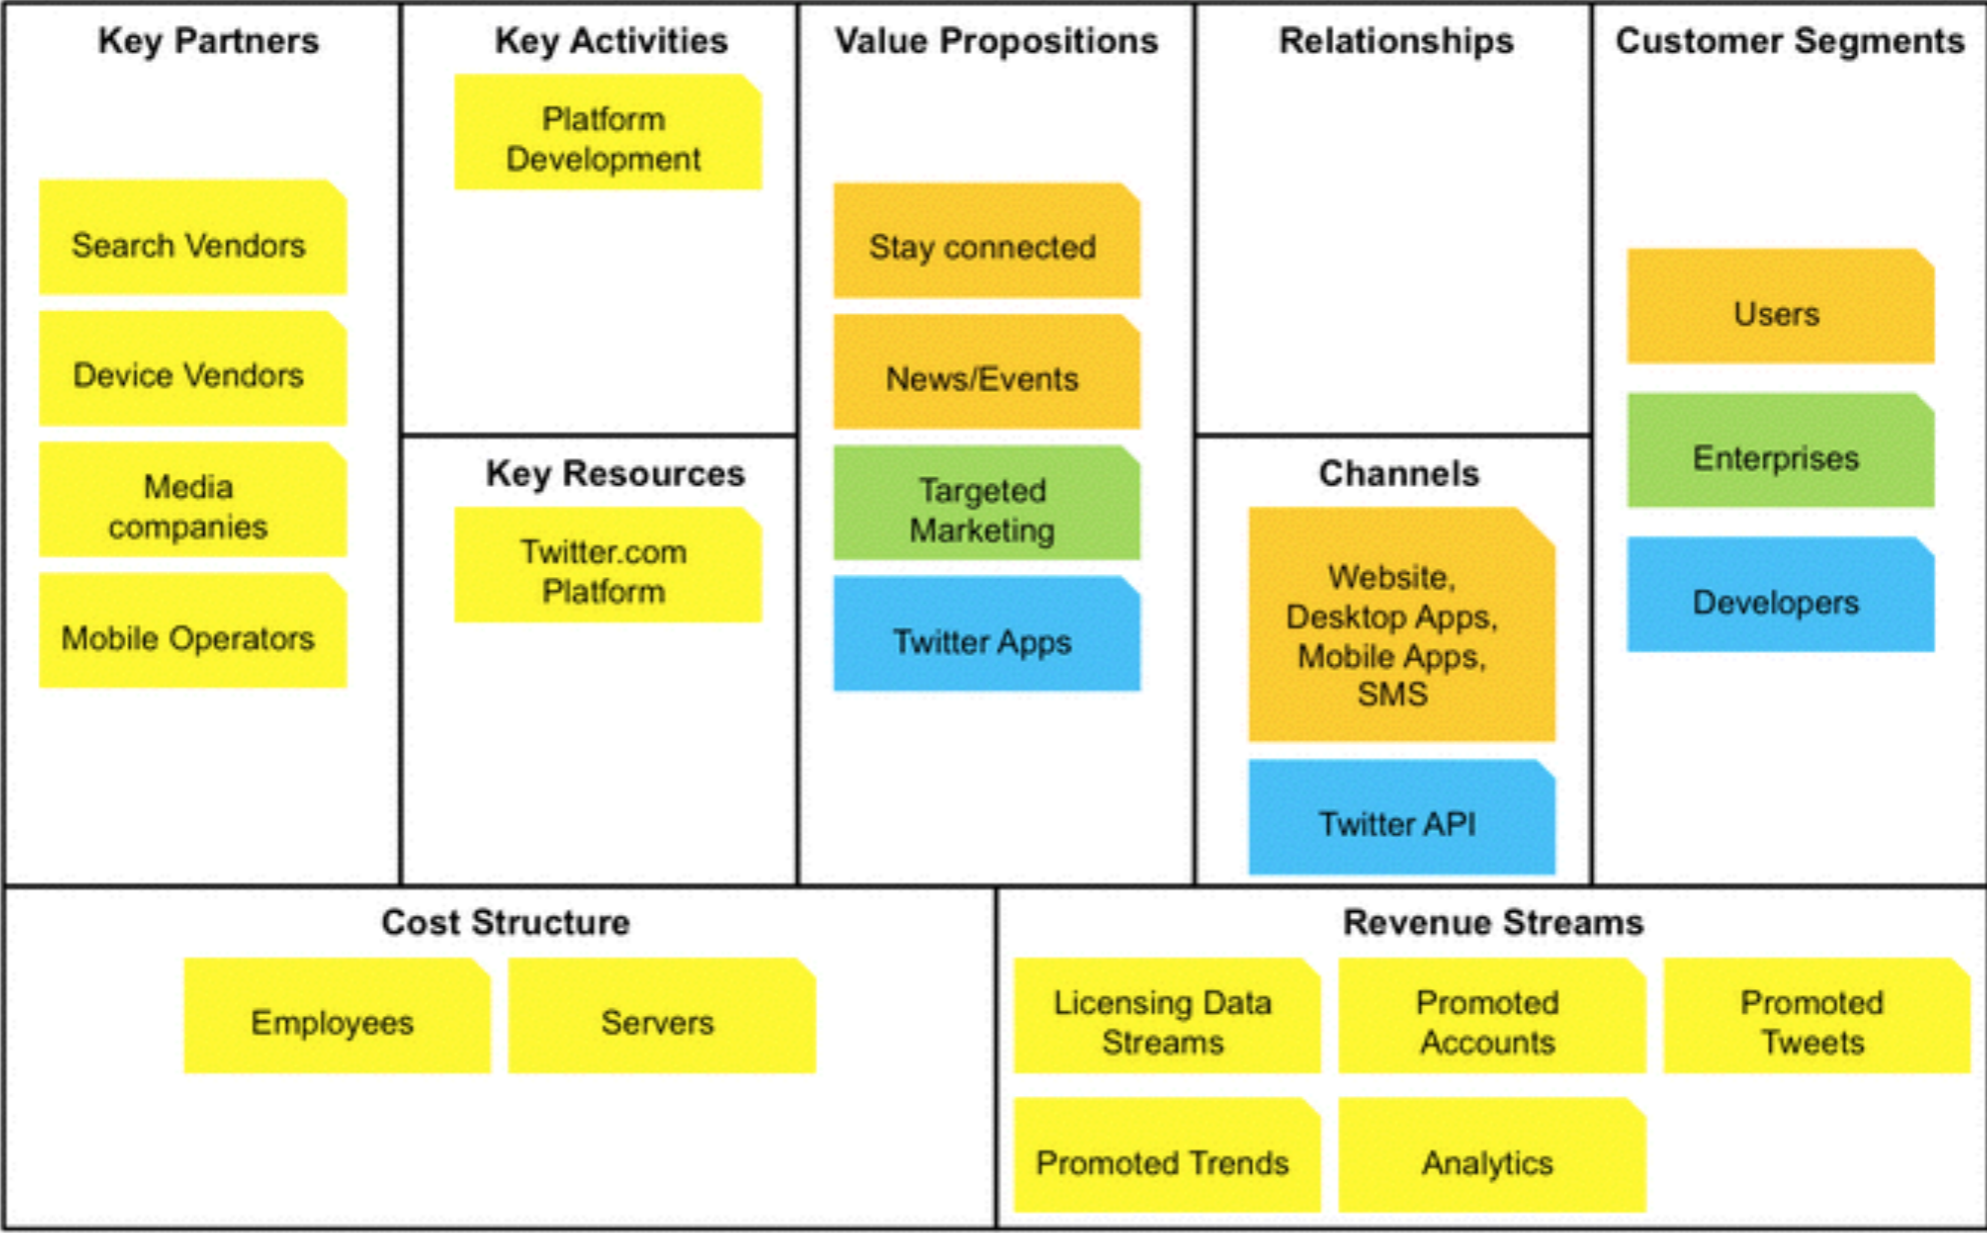 Key Partners
Search Vendors
Device Vendors
Media
companies
Mobile Operators
Key Activities
Platform
Development
Key Resources
Twitter.com
Platform
Value Propositions
Stay connected
News/Events
Targeted
Marketing
Twitter Apps
Relationships
Channels
Website,
Desktop Apps,
Mobile Apps,
SMS
Twitter API
Customer Segments
Users
Enterprises
Developers
Cost Structure
Employees
Servers
Revenue Streams
Licensing Data
Streams
Promoted
Accounts
Promoted
Tweets
Promoted Trends
Analytics